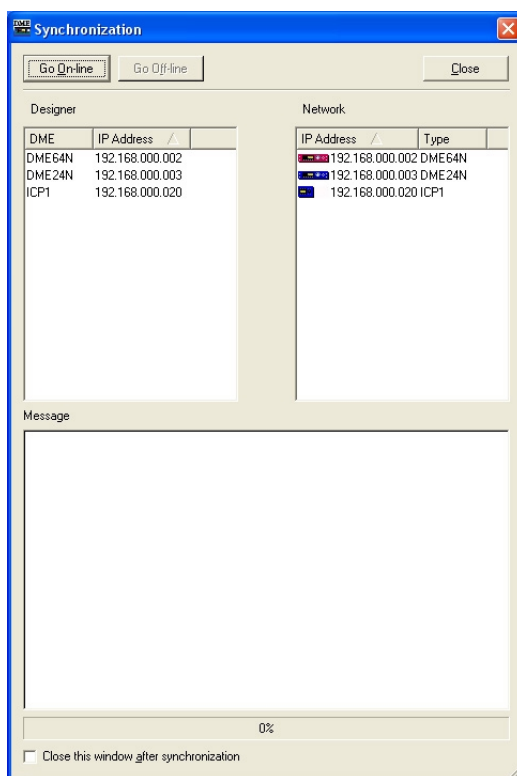 DME Synchronization
Go On-line Go Off-line Close
Designer Network
DME IP Address IP Address Type
DME64N 192.168.000.002 192.168.000.002 DME64N
DME24N 192.168.000.003 192.168.000.003 DME24N
ICP1 192.168.000.020 192.168.000.020 ICP1
Message
0%
Close this window after synchronization